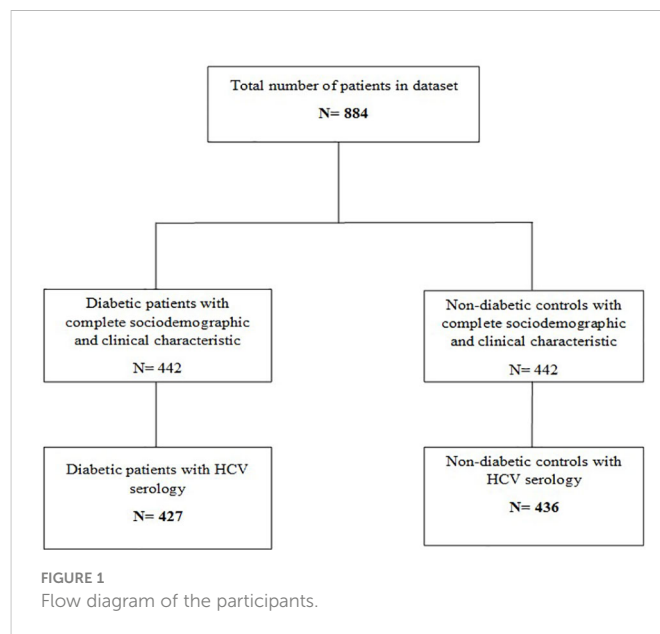 Total number of patients in dataset
N= 884
Diabetic patients with
complete sociodemographic
and clinical characteristic
N= 442
Non-diabetic controls with
complete sociodemographic
and clinical characteristic
N= 442
Diabetic patients with HCV
serology
N= 427
Non-diabetic controls with
HCV serology
N= 436
FIGURE 1
Flow diagram of the participants.